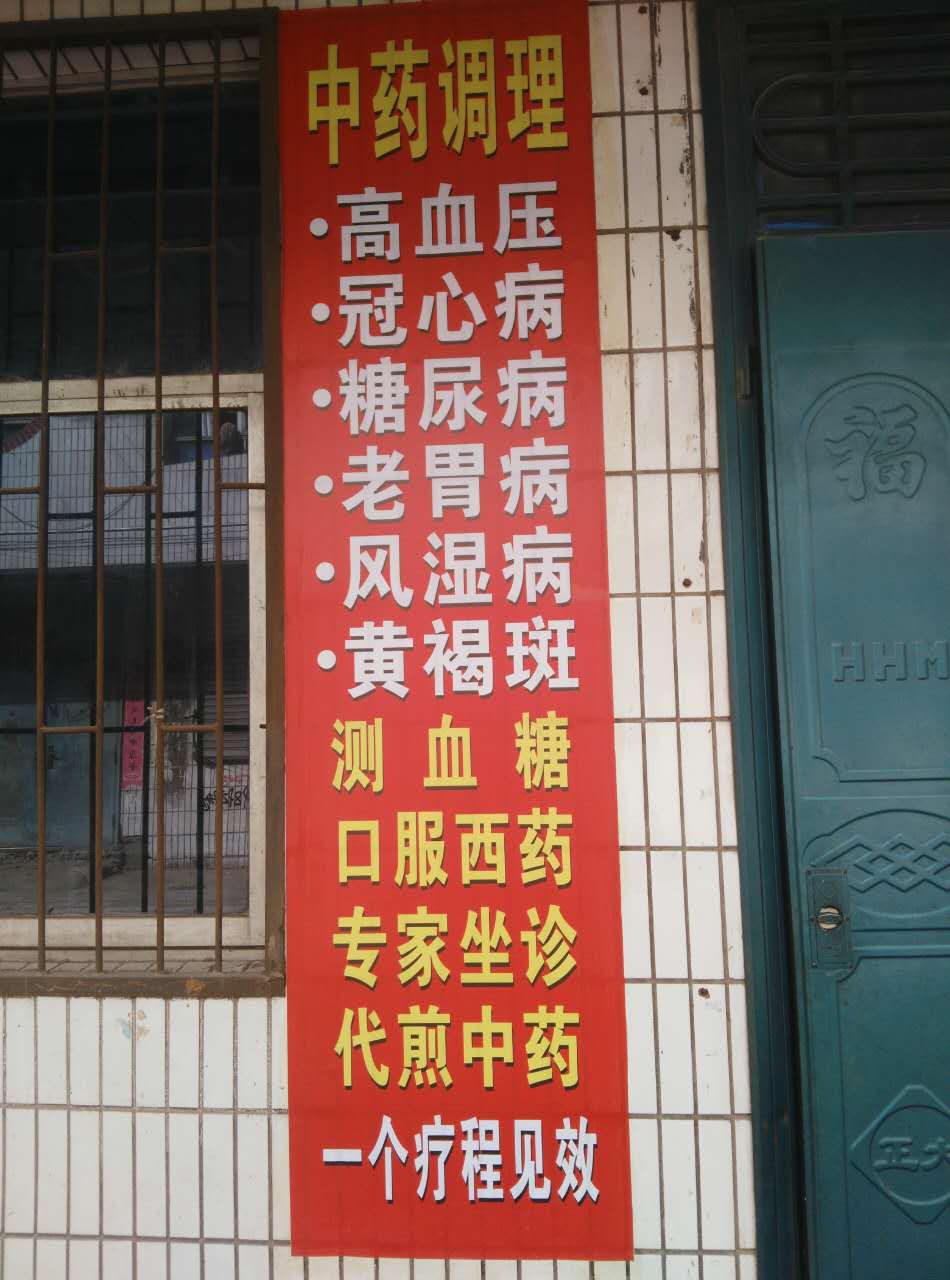 中药调理
·高血压
·冠心病
·糖尿病
·老胃病
·风湿病
·黄褐斑
测血糖
口服西药
专家坐诊
代煎中药
一个疗程见效
福
HHM
正大